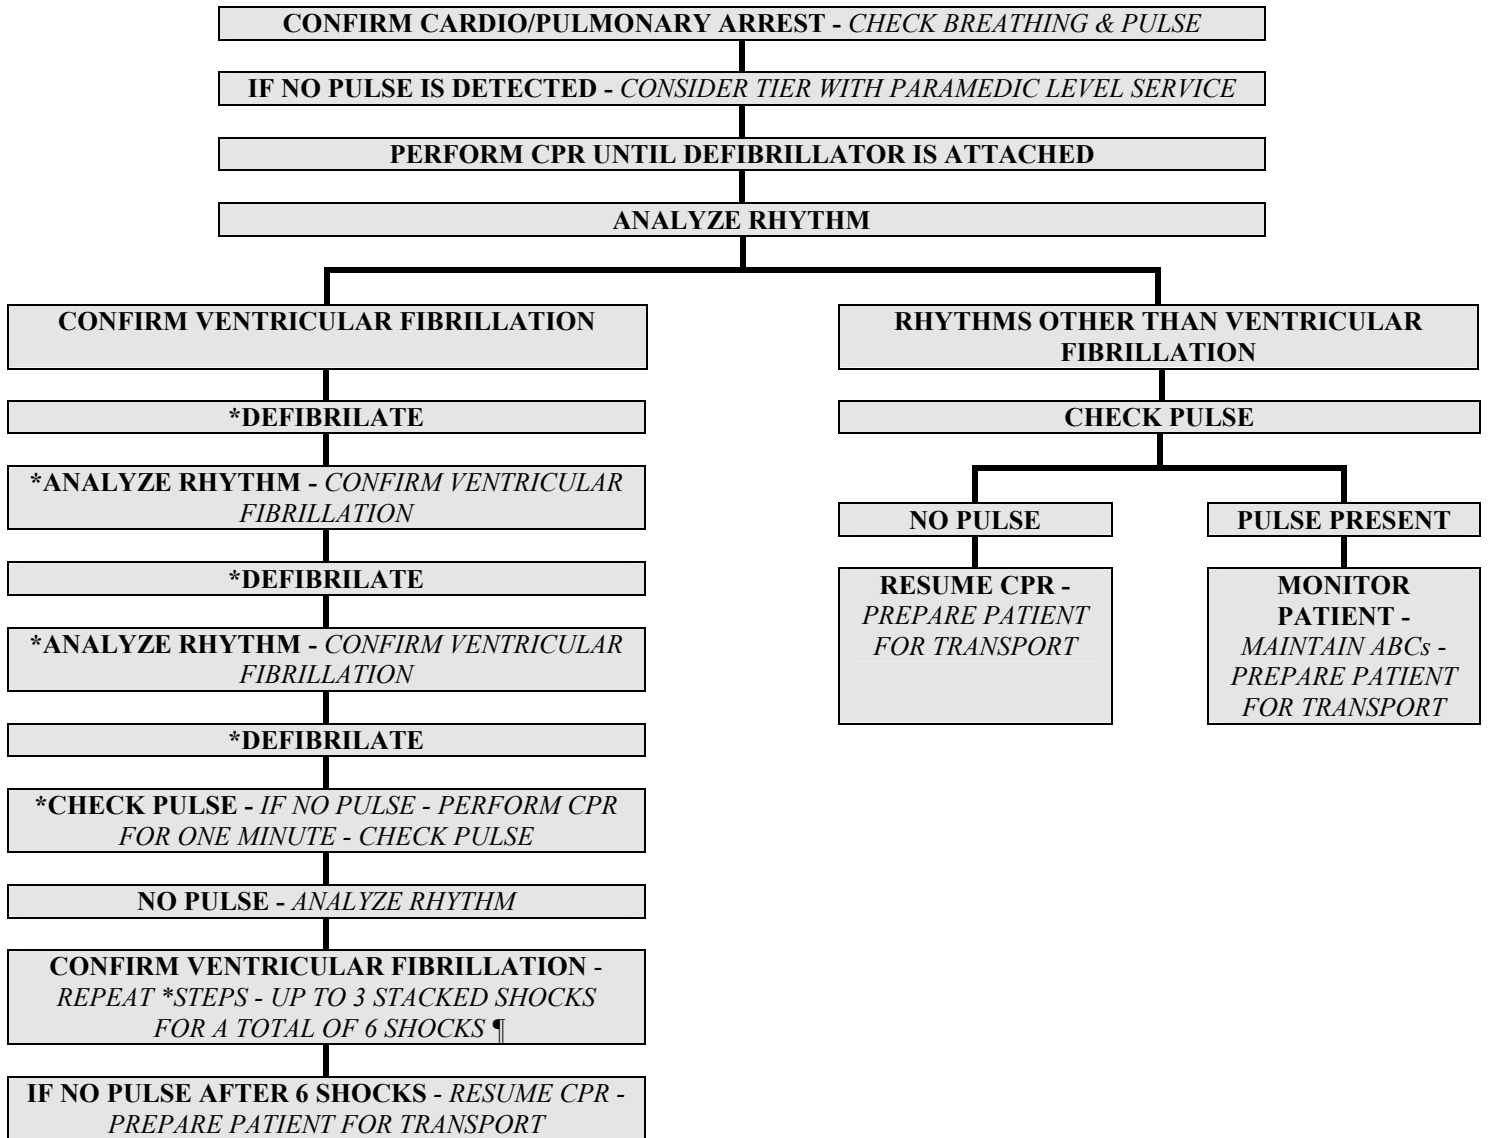 CONFIRM CARDIO/PULMONARY ARREST - CHECK BREATHING & PULSE
IF NO PULSE IS DETECTED - CONSIDER TIER WITH PARAMEDIC LEVEL SERVICE
PERFORM CPR UNTIL DEFIBRILLATOR IS ATTACHED
ANALYZE RHYTHM
CONFIRM VENTRICULAR FIBRILLATION
*DEFIBRILATE
*ANALYZE RHYTHM - CONFIRM VENTRICULAR
FIBRILLATION
*DEFIBRILATE
*ANALYZE RHYTHM - CONFIRM VENTRICULAR
FIBRILLATION
*DEFIBRILATE
*CHECK PULSE - IF NO PULSE - PERFORM CPR
FOR ONE MINUTE - CHECK PULSE
NO PULSE - ANALYZE RHYTHM
CONFIRM VENTRICULAR FIBRILLATION -
REPEAT *STEPS - UP TO 3 STACKED SHOCKS
FOR A TOTAL OF 6 SHOCKS ¶
IF NO PULSE AFTER 6 SHOCKS - RESUME CPR -
PREPARE PATIENT FOR TRANSPORT
RHYTHMS OTHER THAN VENTRICULAR
FIBRILLATION
CHECK PULSE
NO PULSE
RESUME CPR -
PREPARE PATIENT
FOR TRANSPORT
PULSE PRESENT
MONITOR
PATIENT -
MAINTAIN ABCs -
PREPARE PATIENT
FOR TRANSPORT